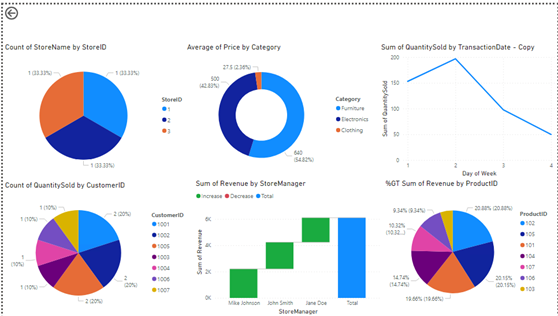 Count of StoreName by StoreID
1 (33.33%)
1 (33.33%)
1 (33.33%)
StoreID
1
2
3
Average of Price by Category
27.5 (2.36%)
500
(42.83%)
640
(54.82%)
Category
Furniture
Electronics
Clothing
Sum of QuantitySold by TransactionDate - Copy
Sum of QuantitySold
200
150
100
50
0
1
2
3
4
Day of Week
Count of QuantitySold by CustomerID
1 (10%)
1 (10%)
1
(10%)
1 (10%)
2 (20%)
2
(20%)
2 (20%)
CustomerID
1001
1002
1005
1003
1004
1006
1007
Sum of Revenue by StoreManager
Increase
Decrease
Total
Sum of Revenue
6K
4K
2K
0K
Mike Johnson
John Smith
Jane Doe
Total
StoreManager
%GT Sum of Revenue by ProductID
9.34% (9.34%)
10.32%
(10.32...)
14.74%
(14.74%)
19.66% (19.66%)
20.88% (20.88%)
20.15%
(20.15%)
ProductID
102
105
101
104
107
106
103